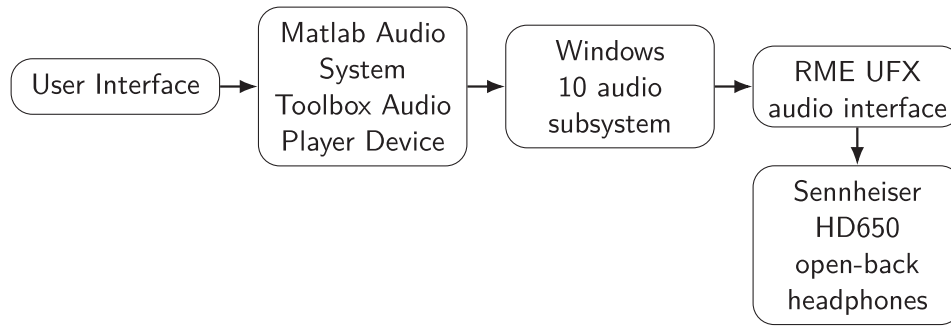 User Interface
Matlab Audio
System
Toolbox Audio
Player Device
Windows
10 audio
subsystem
RME UFX
audio interface
Sennheiser
HD650
open-back
headphones